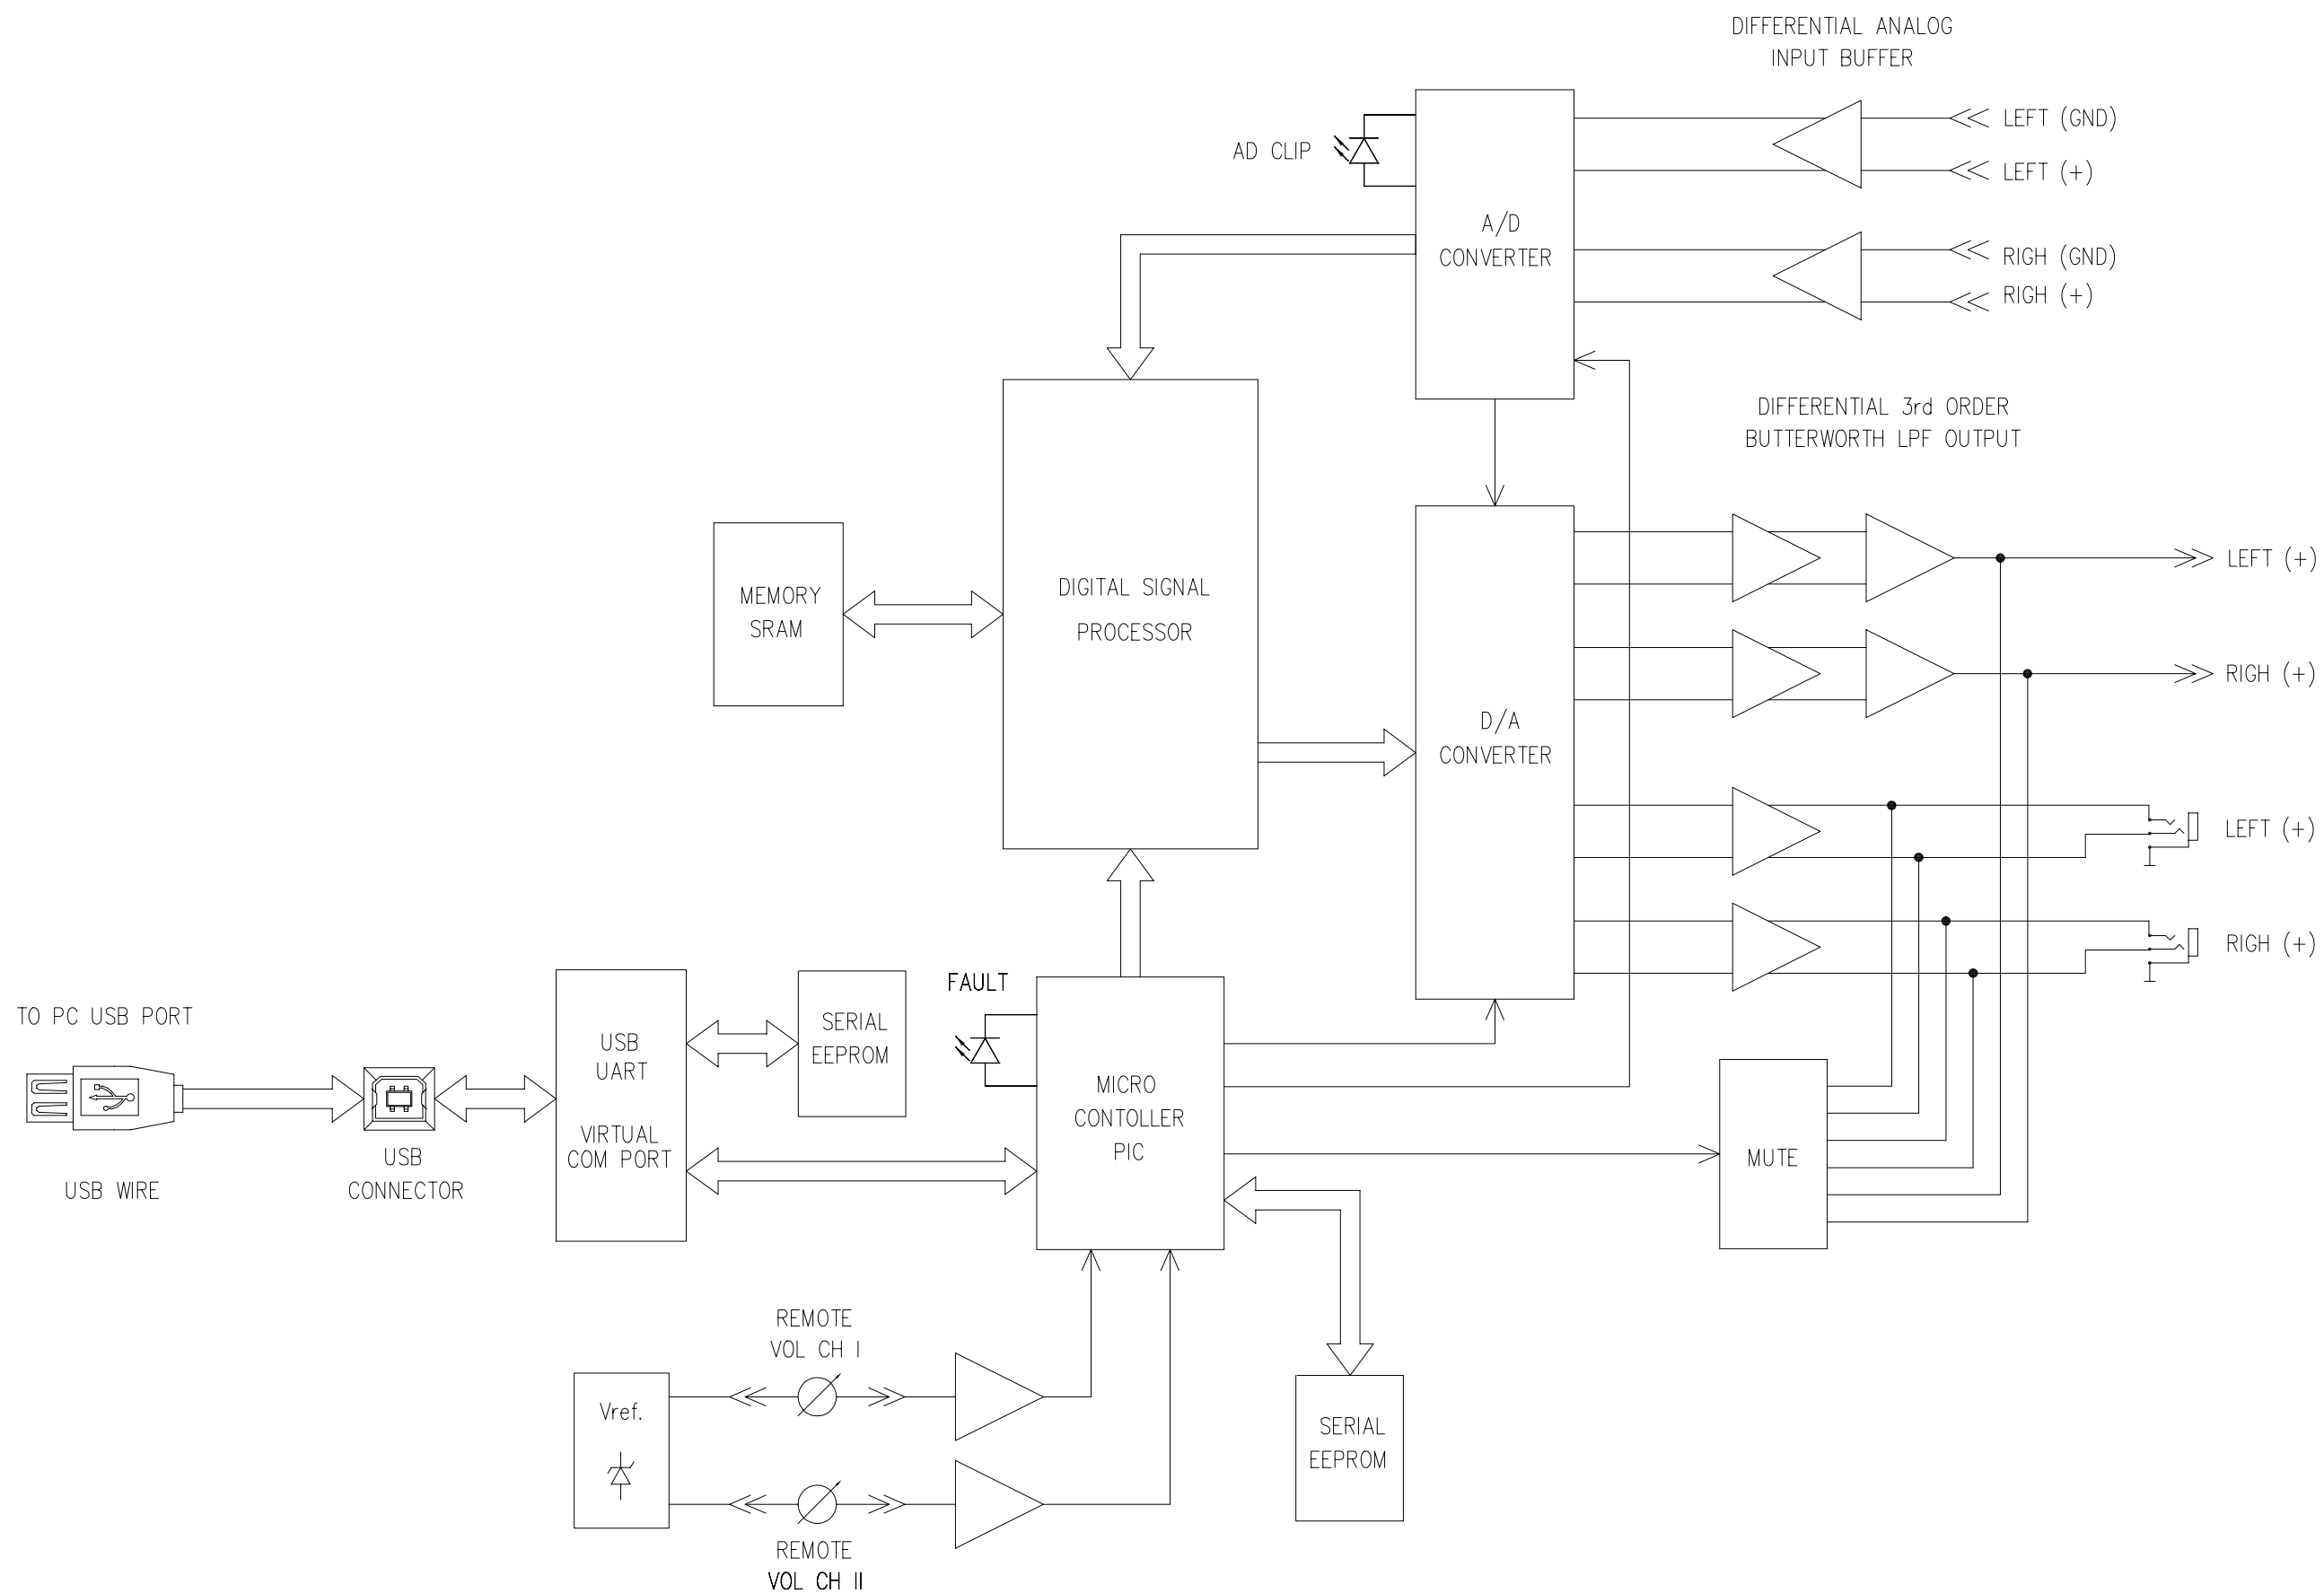 DIFFERENTIAL ANALOG
INPUT BUFFER
LEFT (GND)
AD CLIP
LEFT (+)
A/D
CONVERTER
RIGH (GND)
RIGH (+)
DIFFERENTIAL 3rd ORDER
BUTTERWORTH LPF OUTPUT
LEFT (+)
MEMORY
SRAM
DIGITAL SIGNAL
PROCESSOR
RIGH (+)
D/A
CONVERTER
LEFT (+)
RIGH (+)
FAULT
TO PC USB PORT
USB
UART
SERIAL
EEPROM
MICRO
CONTOLLER
PIC
VIRTUAL
COM PORT
USB
CONNECTOR
USB WIRE
MUTE
REMOTE
VOL CH I
Vref.
SERIAL
EEPROM
REMOTE
VOL CH II